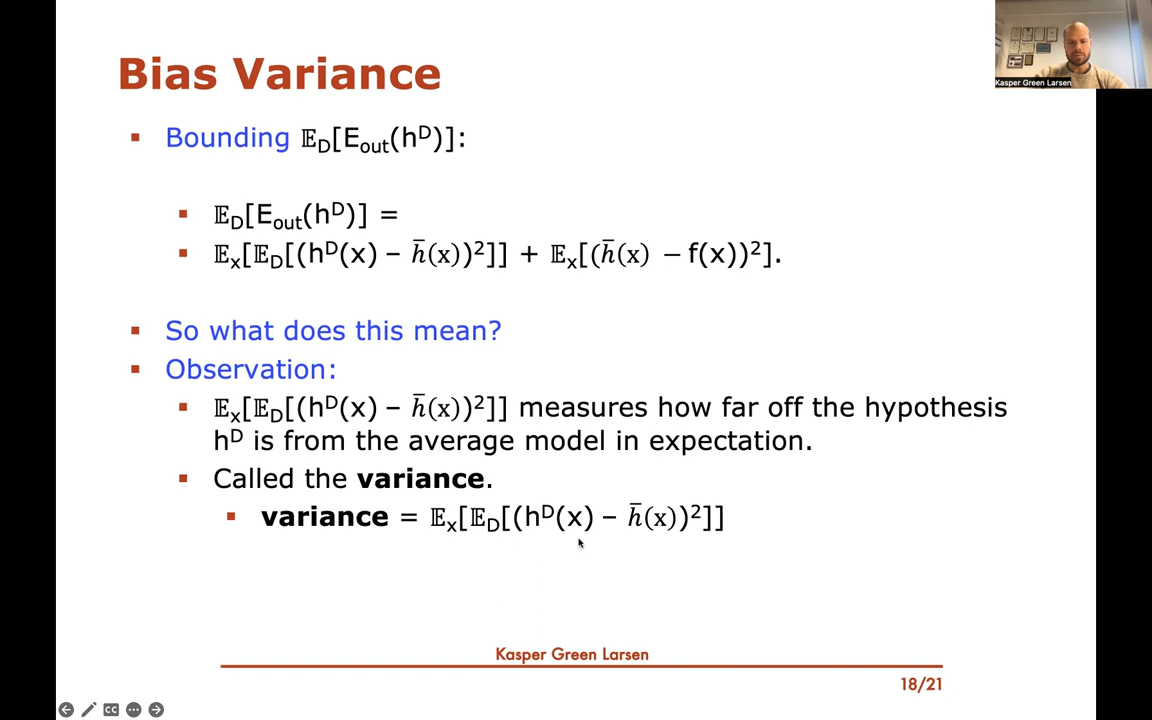 Bias Variance
Kasper Green Larsen
Bounding 𝔼D[Eout(hᴰ)]:
𝔼D[Eout(hᴰ)] =
𝔼x[𝔼D[(hᴰ(x) – h̄(x))²]] + 𝔼x[(h̄(x) − f(x))²].
So what does this mean?
Observation:
𝔼x[𝔼D[(hᴰ(x) – h̄(x))²]] measures how far off the hypothesis
hᴰ is from the average model in expectation.
Called the variance.
variance = 𝔼x[𝔼D[(hᴰ(x) – h̄(x))²]]
Kasper Green Larsen
18/21
CC